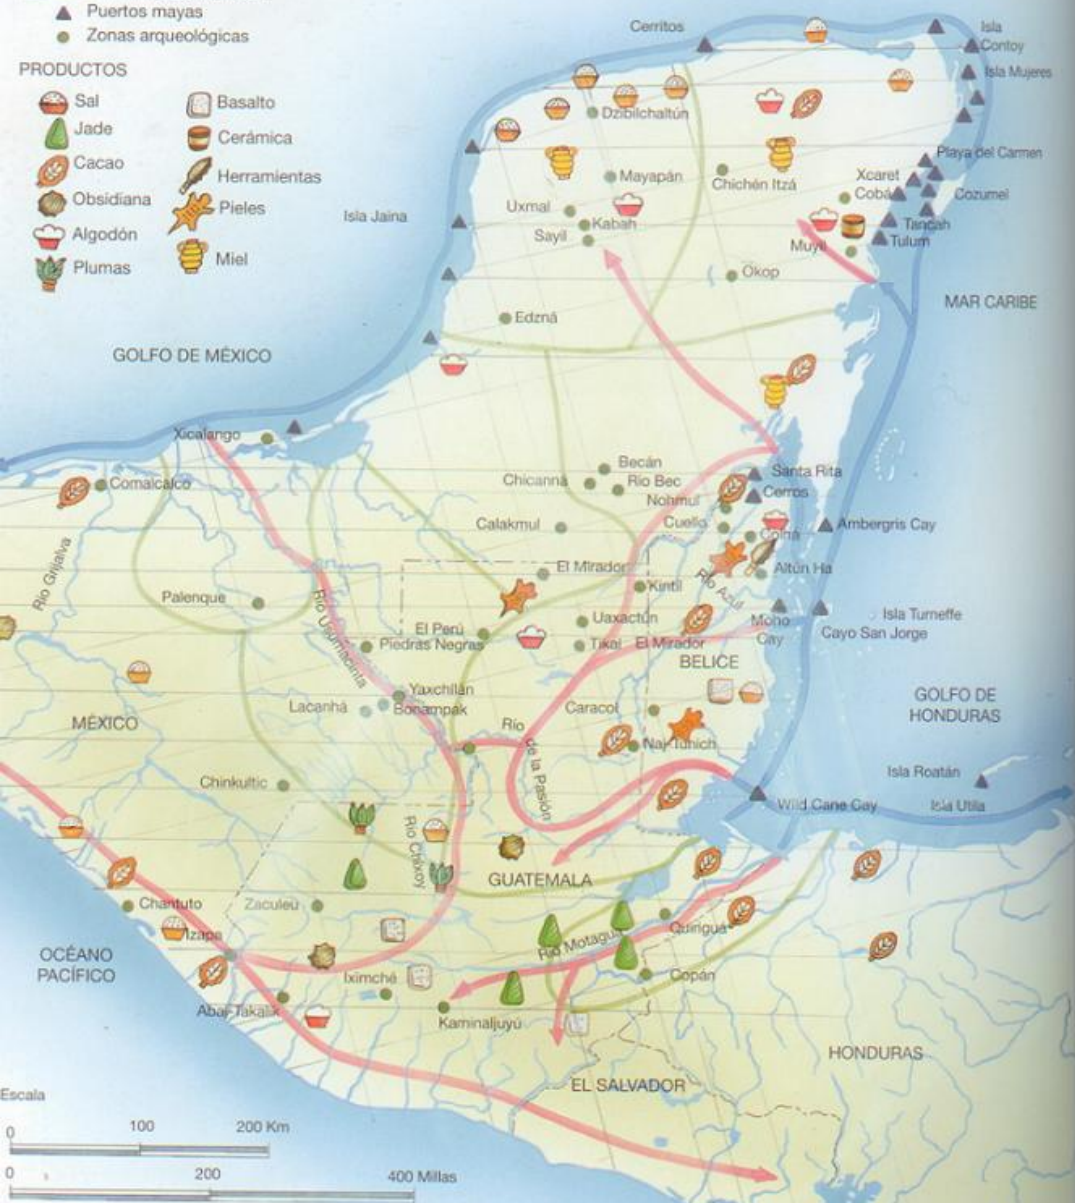 Puertos mayas
Zonas arqueológicas
PRODUCTOS
Sal
Jade
Cacao
Obsidiana
Algodón
Plumas
Basalto
Cerámica
Herramientas
Pieles
Miel
Cerritos
Isla
Contoy
Isla Mujeres
Dzibilchaltún
Playa del Carmen
Mayapán
Chichén Itzá
Xcaret
Cobá
Cozumel
Isla Jaina
Uxmal
Kabah
Sayil
Tancah
Tulum
Muyil
Okop
MAR CARIBE
Edzná
GOLFO DE MÉXICO
Xicalango
Comalcalco
Becán
Chicanná
Río Bec
Santa Rita
Cerros
Nohmul
Cuello
Colha
Calakmul
Ambergris Cay
Altún Ha
El Mirador
Kintil
Río Azul
Río Grijalva
Palenque
Río Usumacinta
Uaxactún
El Perú
Piedras Negras
Tikal
El Mirador
Moho
Cay
Isla Turneffe
Cayo San Jorge
BELICE
Yaxchilán
Lacanhá
Bonampak
Caracol
GOLFO DE
HONDURAS
MÉXICO
Río
de la Pasión
Naj-Tunich
Chinkultic
Isla Roatán
Isla Utila
Wild Cane Cay
Río Chixoy
GUATEMALA
Chantuto
Zaculeu
Izapa
Quiriguá
Río Motagua
OCÉANO
PACÍFICO
Iximché
Copán
Abaj-Takalik
Kaminaljuyú
HONDURAS
EL SALVADOR
Escala
0 100 200 Km
0 200 400 Millas